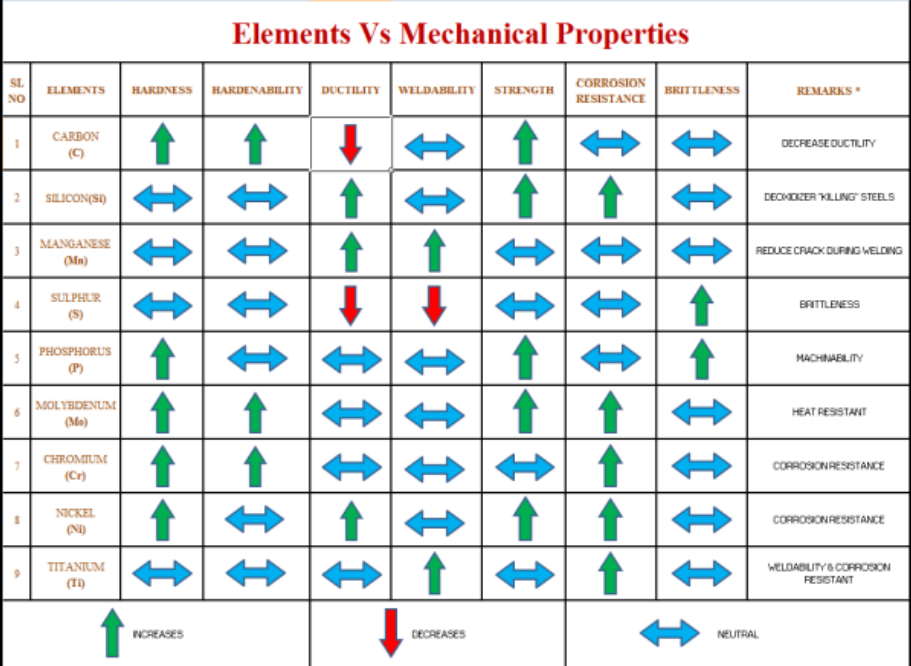 Elements Vs Mechanical Properties
SL NO ELEMENTS HARDNESS HARDENABILITY DUCTILITY WELDABILITY STRENGTH CORROSION RESISTANCE BRITTLENESS REMARKS *
1 CARBON (C) DECREASE DUCTILITY
2 SILICON(Si) DEOXIDIZER "KILLING" STEELS
3 MANGANESE (Mn) REDUCE CRACK DURING WELDING
4 SULPHUR (S) BRITTLENESS
5 PHOSPHORUS (P) MACHINABILITY
6 MOLYBDENUM (Mo) HEAT RESISTANT
7 CHROMIUM (Cr) CORROSION RESISTANCE
8 NICKEL (Ni) CORROSION RESISTANCE
9 TITANIUM (Ti) WELDABILITY & CORROSION RESISTANT
INCREASES DECREASES NEUTRAL